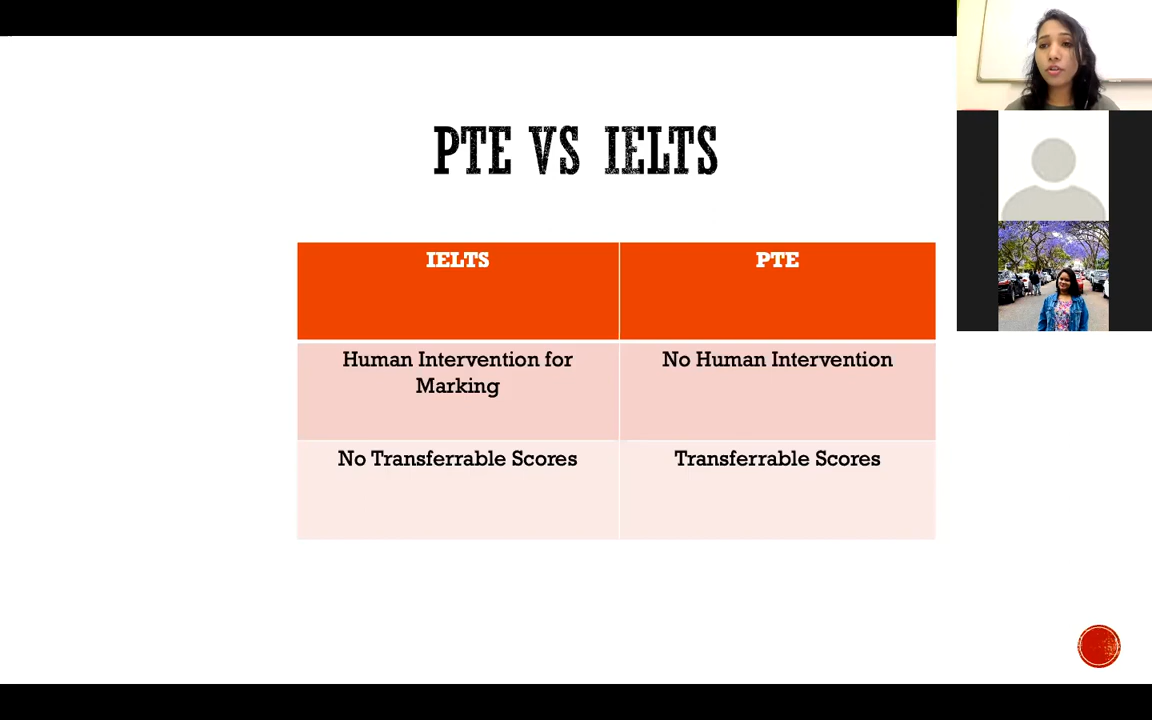 PTE VS IELTS
IELTS
PTE
Human Intervention for
Marking
No Human Intervention
No Transferrable Scores
Transferrable Scores